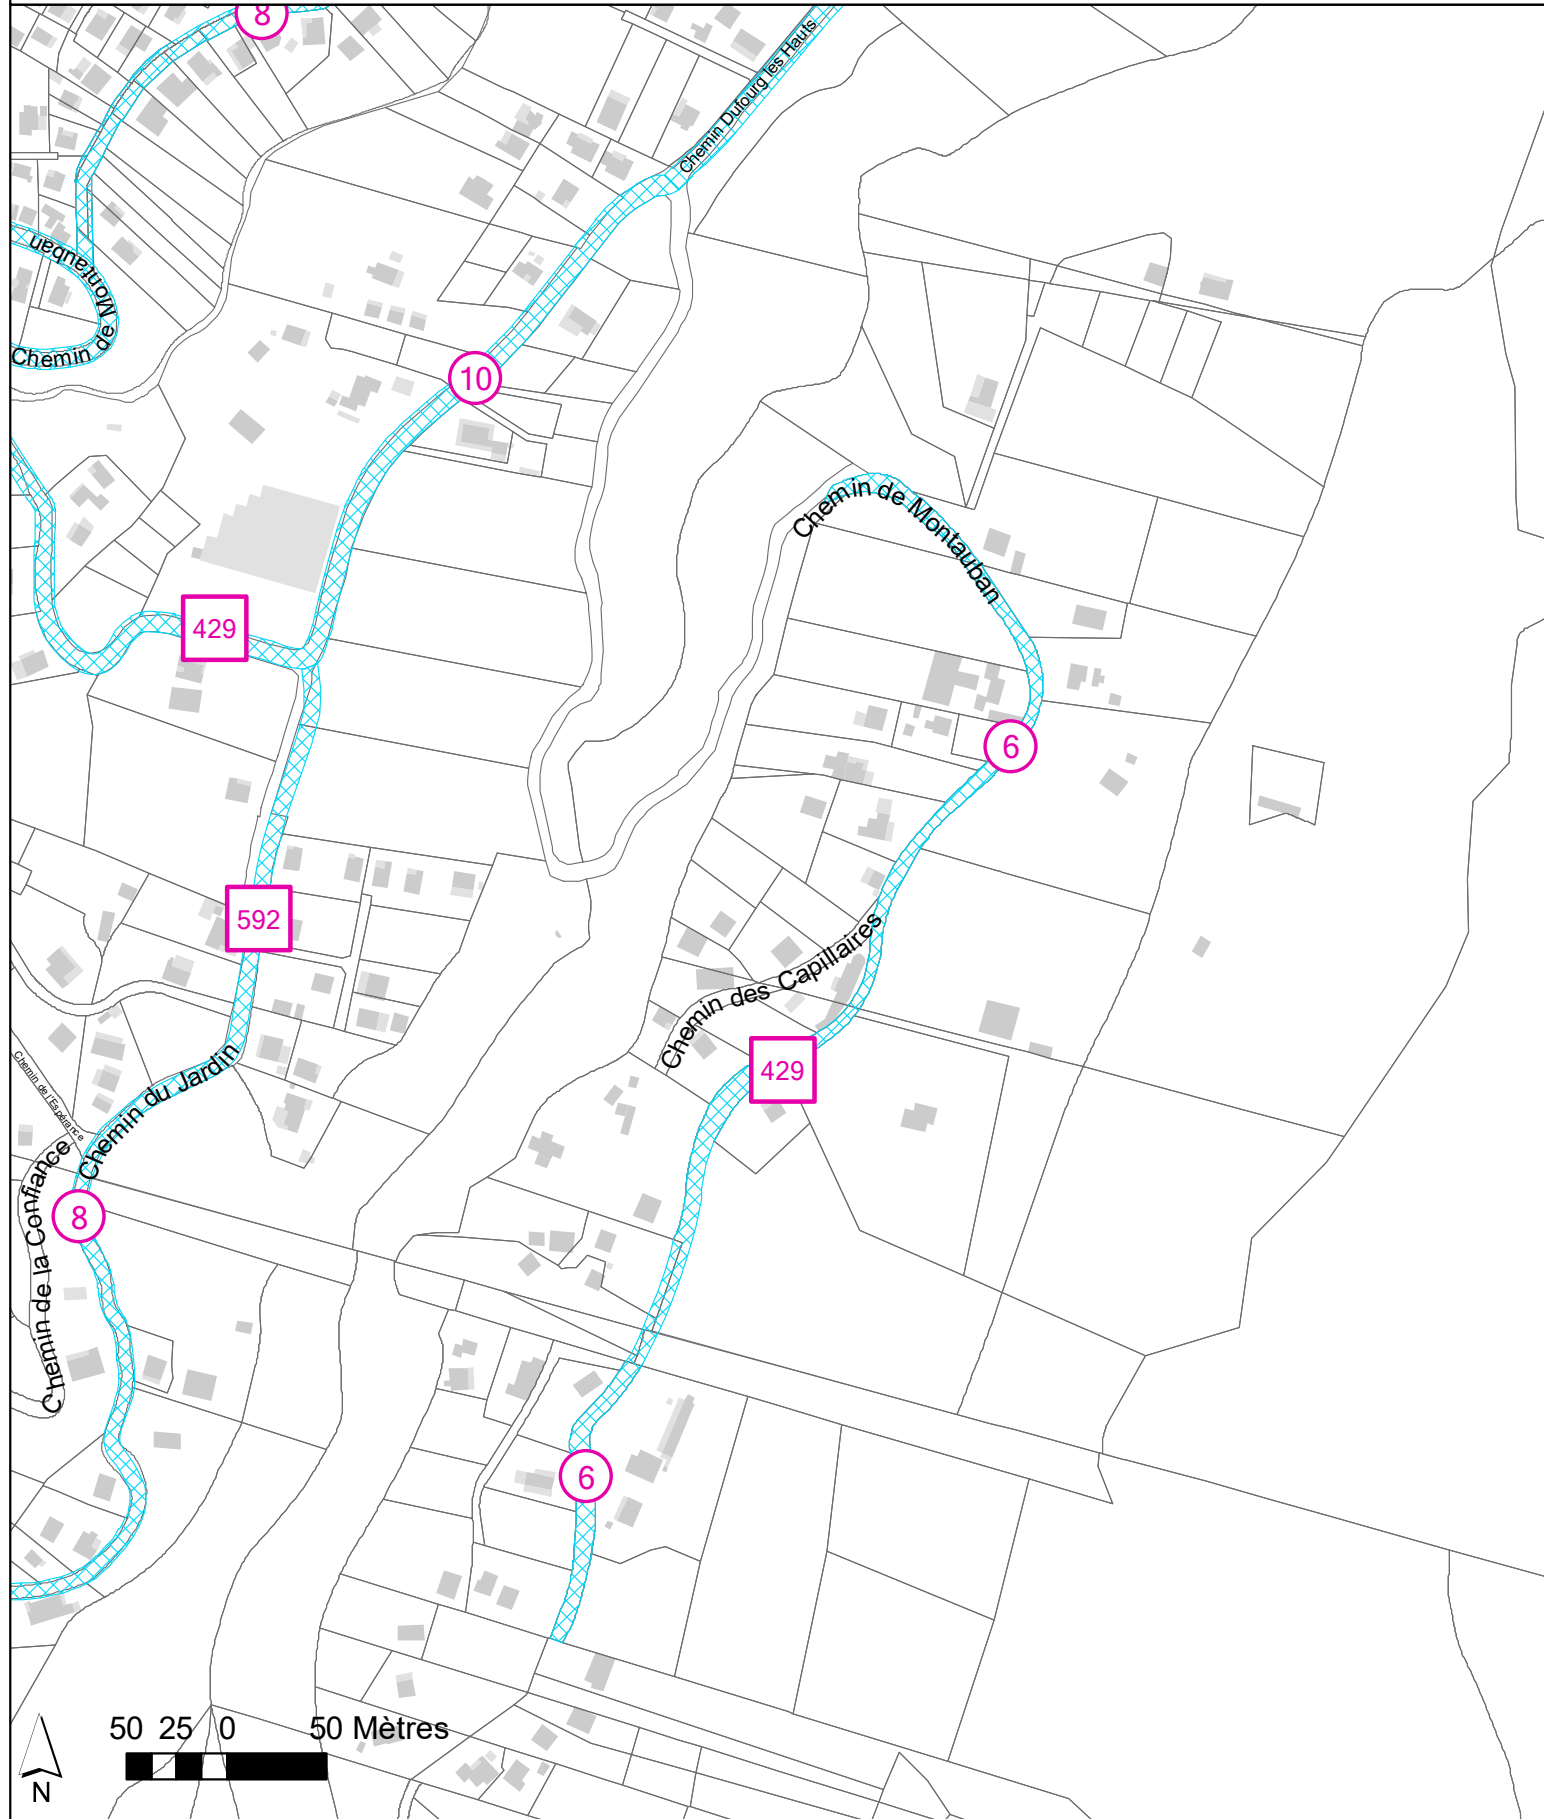 8
Chemin Dufourg les Hauts
Chemin de Montauban
10
Chemin de Montauban
429
6
592
Chemin des Capillaires
429
Chemin du Jardin
Chemin de l'Espérance
Chemin de la Confiance
8
6
50 25 0 50 Mètres
N